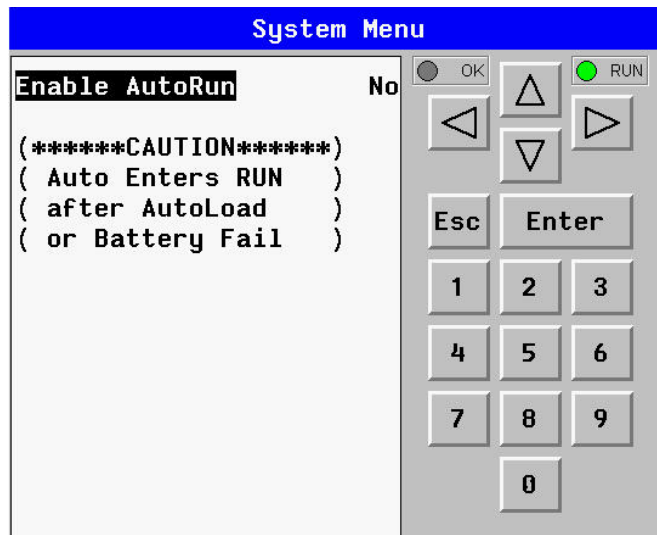 System Menu
Enable AutoRun No
(******CAUTION******)
( Auto Enters RUN )
( after AutoLoad )
( or Battery Fail )
OK
RUN
Esc
Enter
1 2 3
4 5 6
7 8 9
0